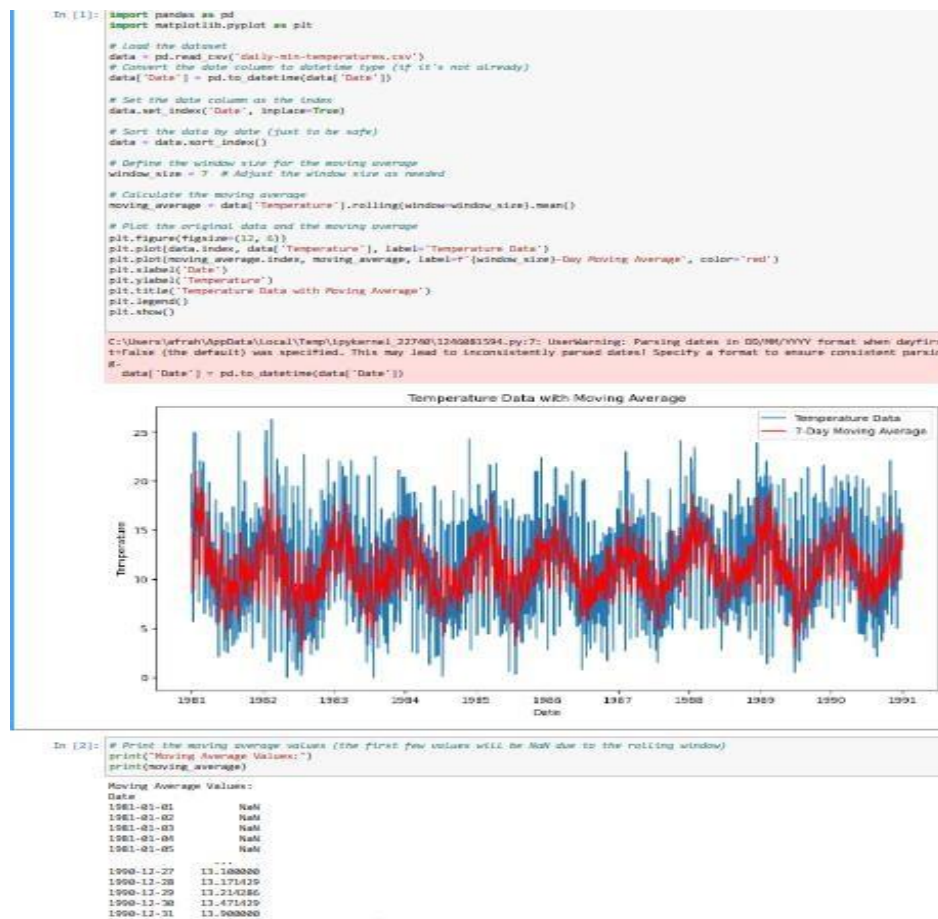 In [1]: import pandas as pd
import matplotlib.pyplot as plt
# Load the dataset
data = pd.read_csv('daily-min-temperatures.csv')
# Convert the date column to datetime type (if it's not already)
data['Date'] = pd.to_datetime(data['Date'])
# Set the date column as the index
data.set_index('Date', inplace=True)
# Sort the data by date (just to be safe)
data = data.sort_index()
# Define the window size for the moving average
window_size = 7  # Adjust the window size as needed
# Calculate the moving average
moving_average = data['Temperature'].rolling(window=window_size).mean()
# Plot the original data and the moving average
plt.figure(figsize=(12, 6))
plt.plot(data.index, data['Temperature'], label='Temperature Data')
plt.plot(moving_average.index, moving_average, label=f'{window_size}-Day Moving Average', color='red')
plt.xlabel('Date')
plt.ylabel('Temperature')
plt.title('Temperature Data with Moving Average')
plt.legend()
plt.show()
C:\Users\afrah\AppData\Local\Temp\ipykernel_22740\1246081594.py:7: UserWarning: Parsing dates in DD/MM/YYYY format when dayfirs
t=False (the default) was specified. This may lead to inconsistently parsed dates! Specify a format to ensure consistent parsin
g.
data['Date'] = pd.to_datetime(data['Date'])
Temperature Data with Moving Average
Temperature Data
7-Day Moving Average
25
20
15
10
5
0
Temperature
1981 1982 1983 1984 1985 1986 1987 1988 1989 1990 1991
Date
In [2]: # Print the moving average values (the first few values will be NaN due to the rolling window)
print("Moving Average Values:")
print(moving_average)
Moving Average Values:
Date
1981-01-01 NaN
1981-01-02 NaN
1981-01-03 NaN
1981-01-04 NaN
1981-01-05 NaN
...
1990-12-27 13.100000
1990-12-28 13.171429
1990-12-29 13.214286
1990-12-30 13.471429
1990-12-31 13.900000